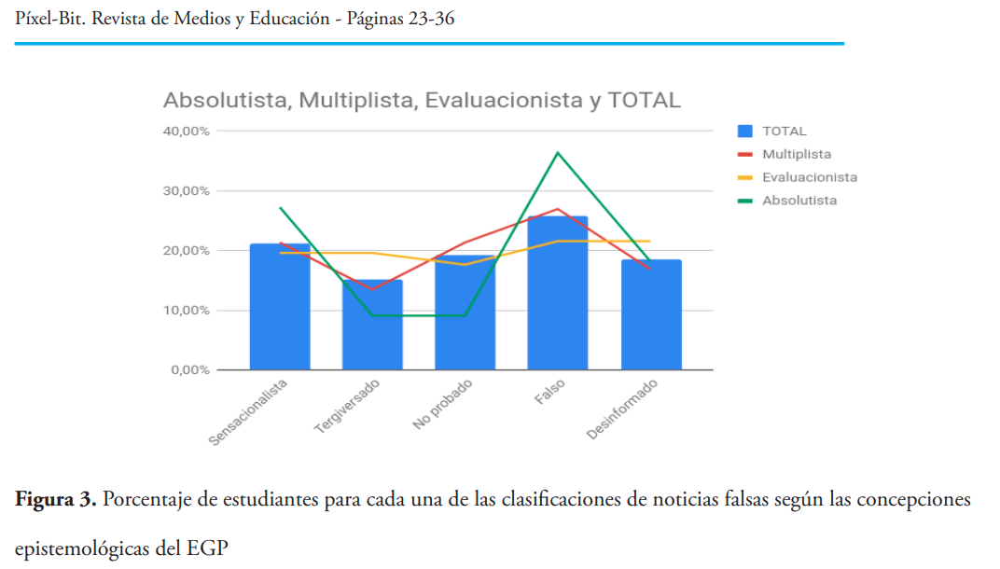 Píxel-Bit. Revista de Medios y Educación - Páginas 23-36
Absolutista, Multiplista, Evaluacionista y TOTAL
40,00%
30,00%
20,00%
10,00%
0,00%
Sensacionalista
Tergiversado
No probado
Falso
Desinformado
TOTAL
Multiplista
Evaluacionista
Absolutista
Figura 3. Porcentaje de estudiantes para cada una de las clasificaciones de noticias falsas según las concepciones
epistemológicas del EGP